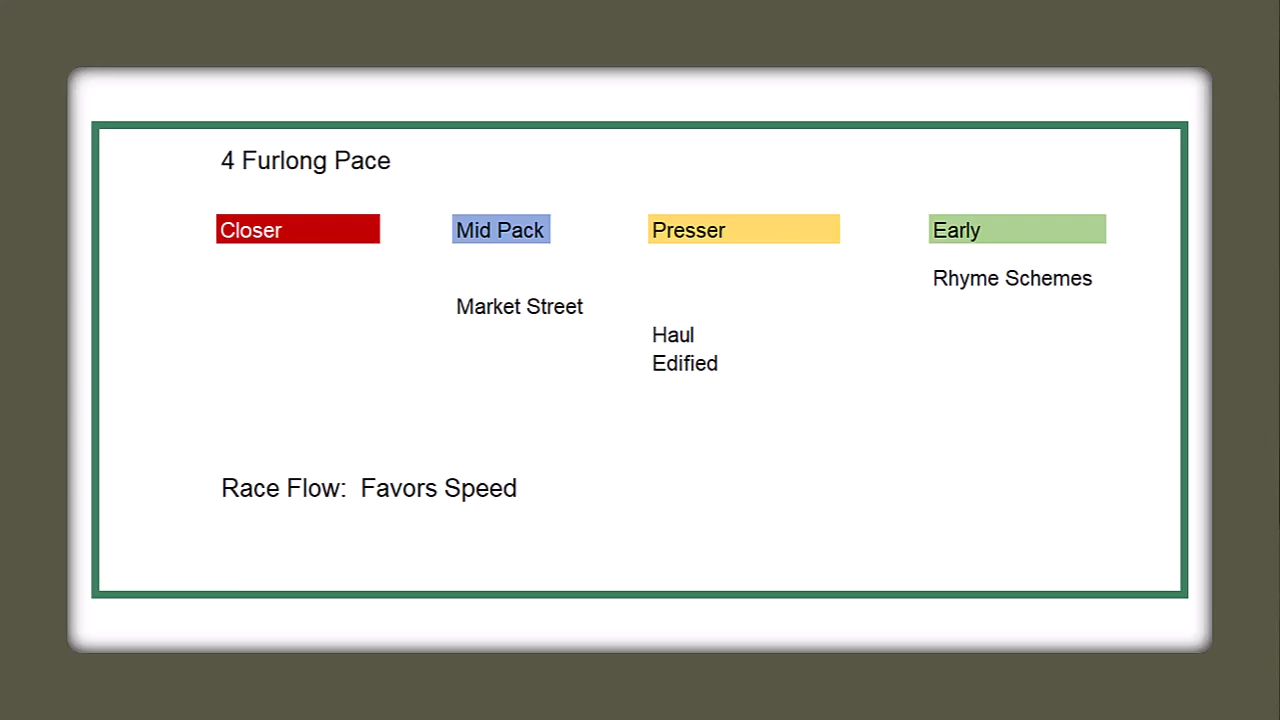 4 Furlong Pace
Closer Mid Pack Presser Early
Rhyme Schemes
Market Street
Haul
Edified
Race Flow:  Favors Speed